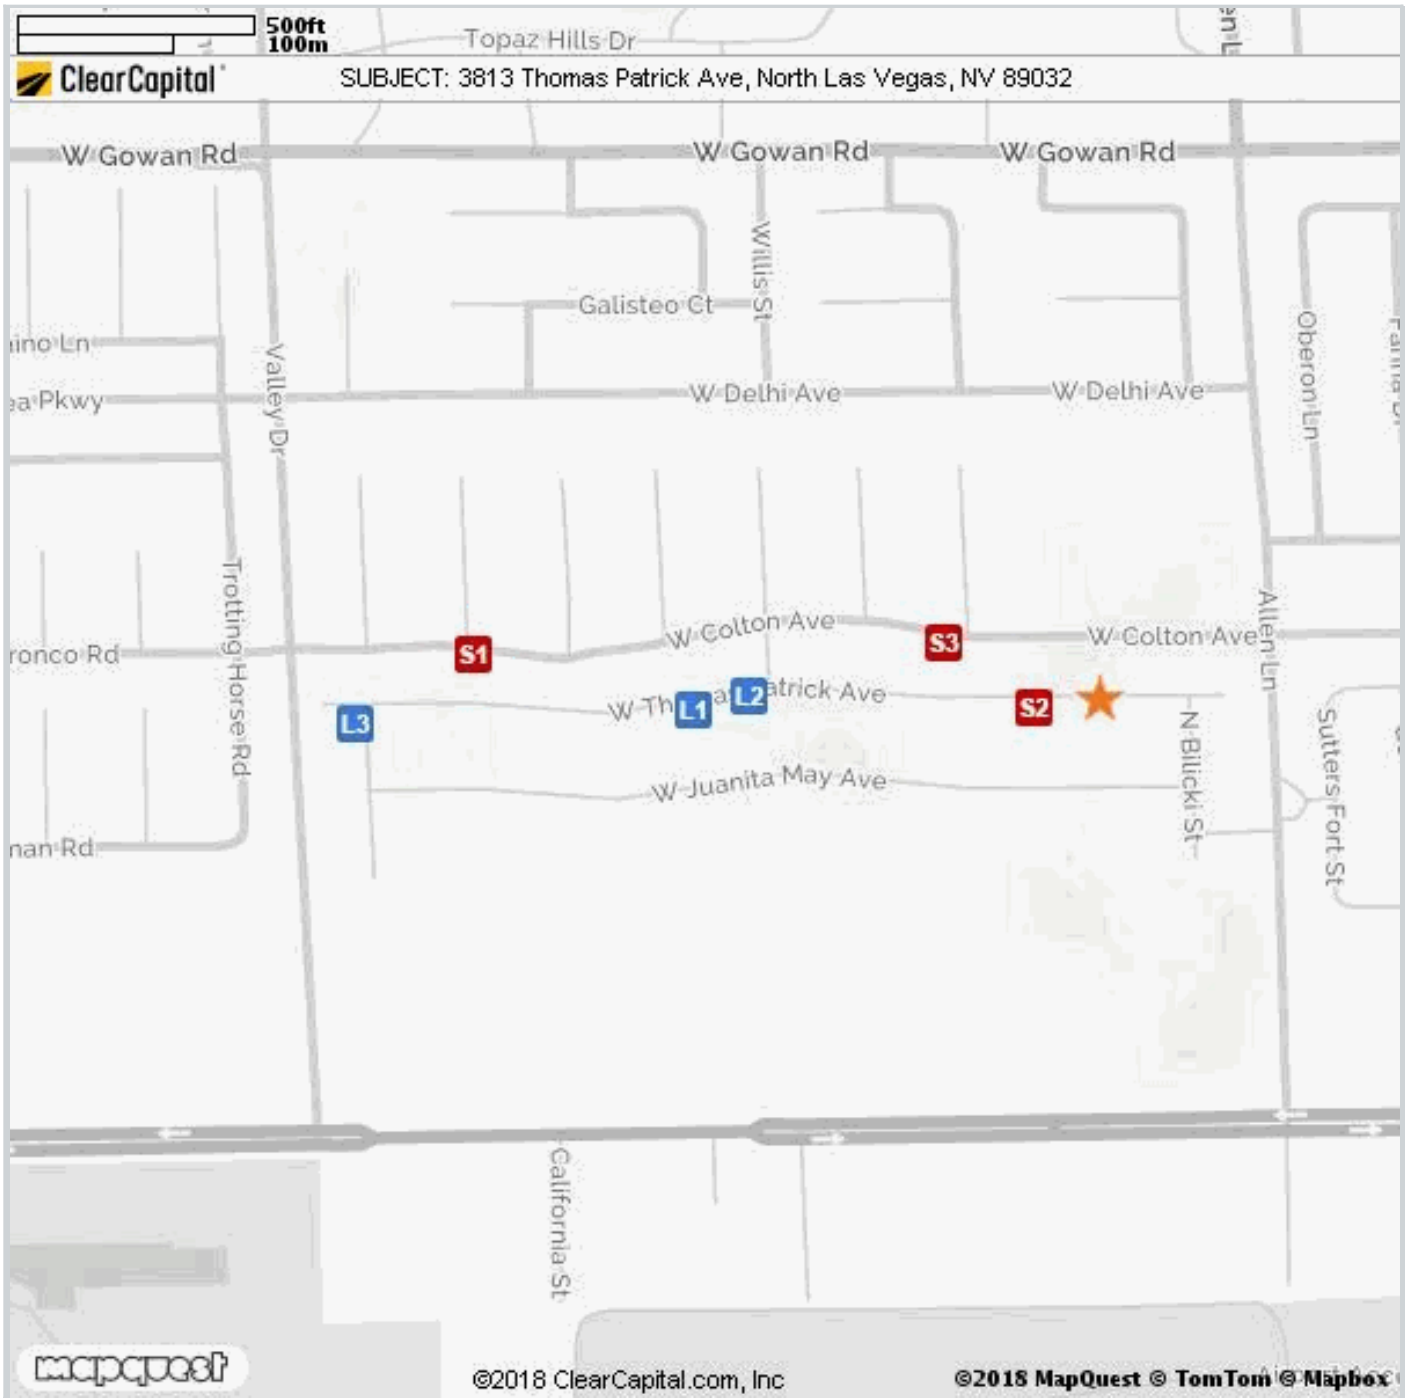 500ft
100m
Topaz Hills Dr
ClearCapital
SUBJECT: 3813 Thomas Patrick Ave, North Las Vegas, NV 89032
W Gowan Rd
W Gowan Rd
W Gowan Rd
Willis St
Galisteo Ct
Oberon Ln
ino Ln
Valley Dr
ea Pkwy
W Delhi Ave
W Delhi Ave
Trotting Horse Rd
Allen Ln
W Colton Ave
W Colton Ave
ronco Rd
S1
S3
L3
W Th
L1
a
L2
atrick Ave
S2
N Bilicki St
Sutters Fort St
W Juanita May Ave
man Rd
California St
mapquest
©2018 ClearCapital.com, Inc
©2018 MapQuest © TomTom © Mapbox